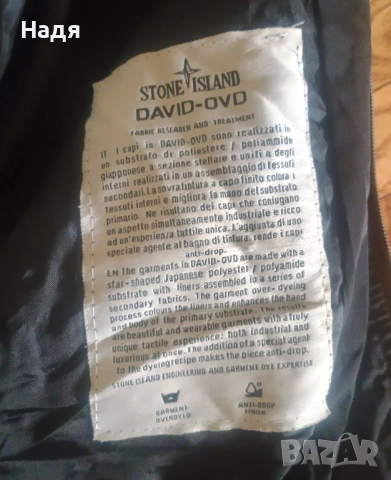 Надя
STONE ISLAND
DAVID-OVD
FABRIC RESEARCH AND TREATMENT
IT I capi in DAVID-OVD sono realizzati in
un substrato di poliestere / poliammide
giapponese a sezione stellare e uniti a degli
interni realizzati in un assemblaggio di tessuti
secondari. La sovratintura a capo finito colora i
tessuti interni e migliora la mano del substrato
primario. Ne risultano dei capi che coniugano
un aspetto simultaneamente industriale e ricco
ad un'esperienza tattile unica. L'aggiunta di uno
speciale agente al bagno di tintura, rende i capi
anti-drop.
EN The garments in DAVID-OVD are made with a
star-shaped Japanese polyester / polyamide
substrate with liners assembled in a series of
secondary fabrics. The garment over-dyeing
process colours the liners and enhances the hand
and body of the primary substrate. The results
are beautiful and wearable garments with a truly
unique tactile experience: both industrial and
luxurious at once. The addition of a special agent
to the dyeing recipe makes the piece anti-drop.
STONE ISLAND ENGINEERING AND GARMENT DYE EXPERTISE
GARMENT
OVERDYED
ANTI-DROP
FINISH
BAZAR